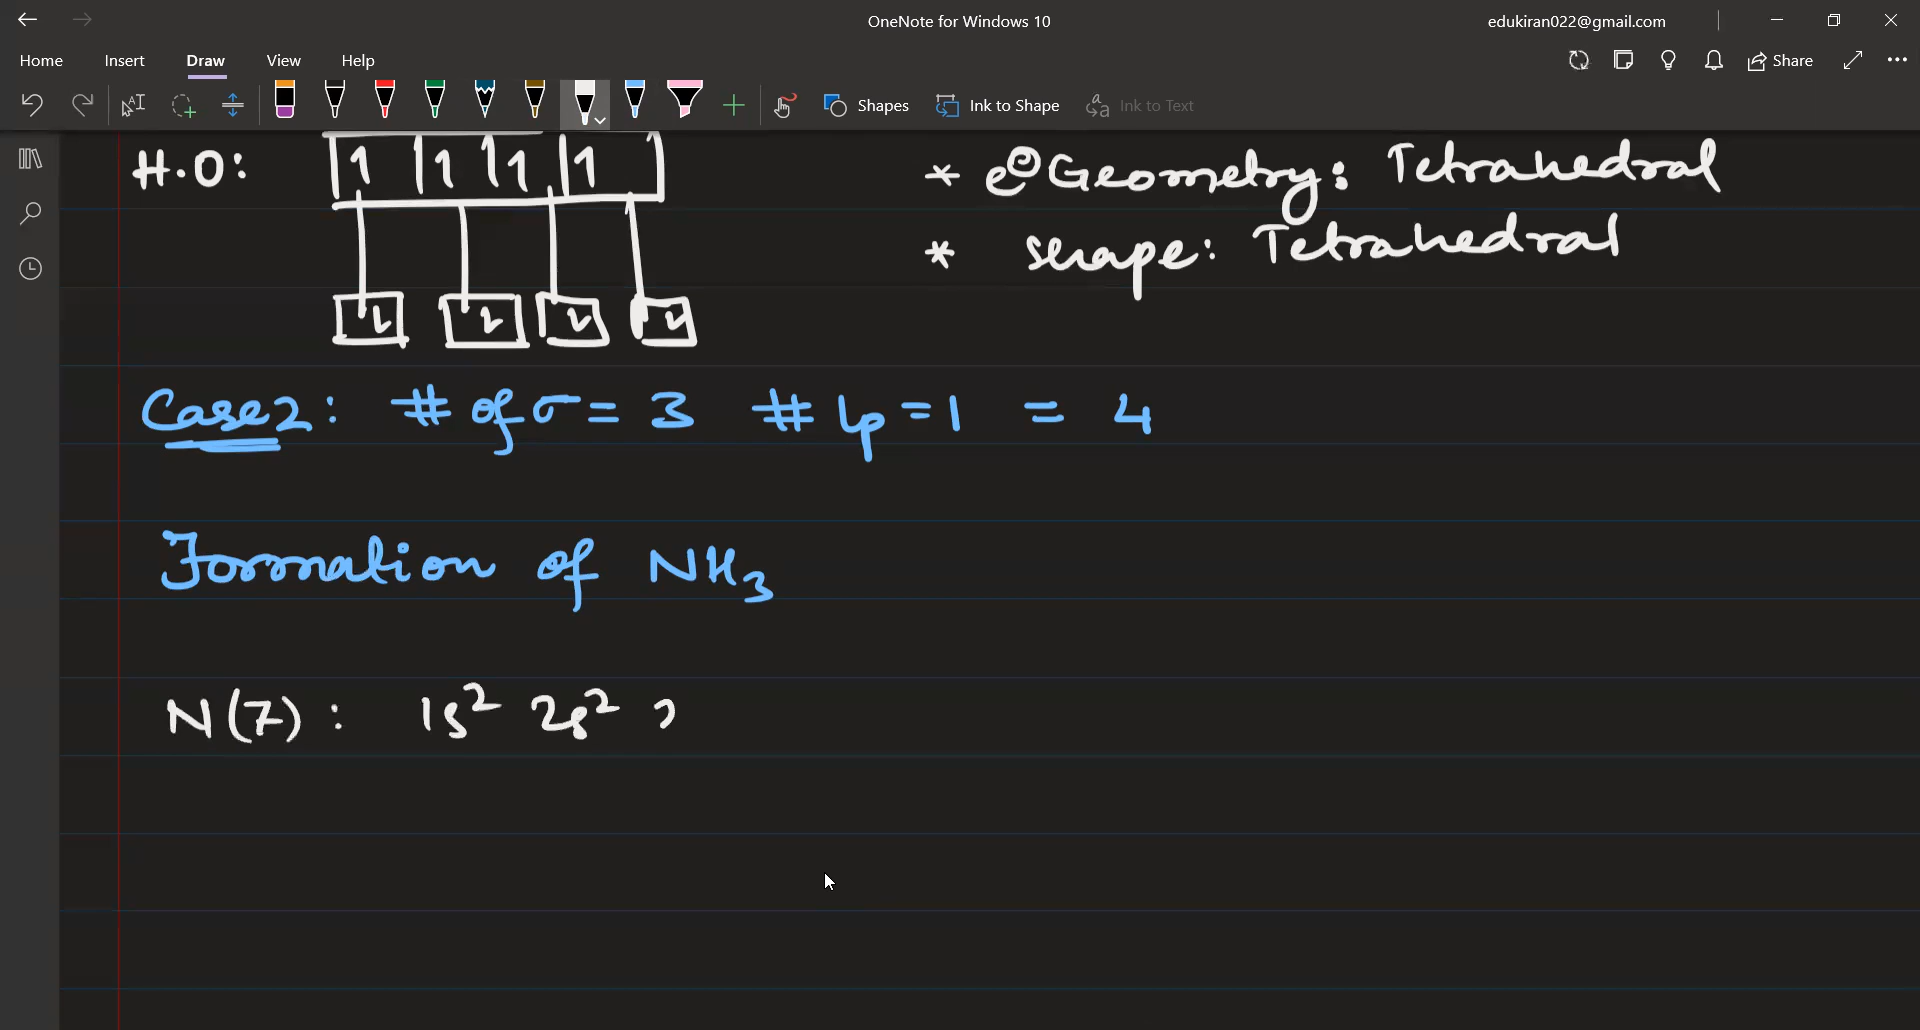 OneNote for Windows 10
edukiran022@gmail.com
Home Insert Draw View Help
Share
Shapes Ink to Shape Ink to Text
H.O: 1 1 1 1
* e⊖ Geometry: Tetrahedral
* shape: Tetrahedral
Case 2: # of σ = 3 # lp = 1 = 4
Formation of NH₃
N(7): 1s² 2s²